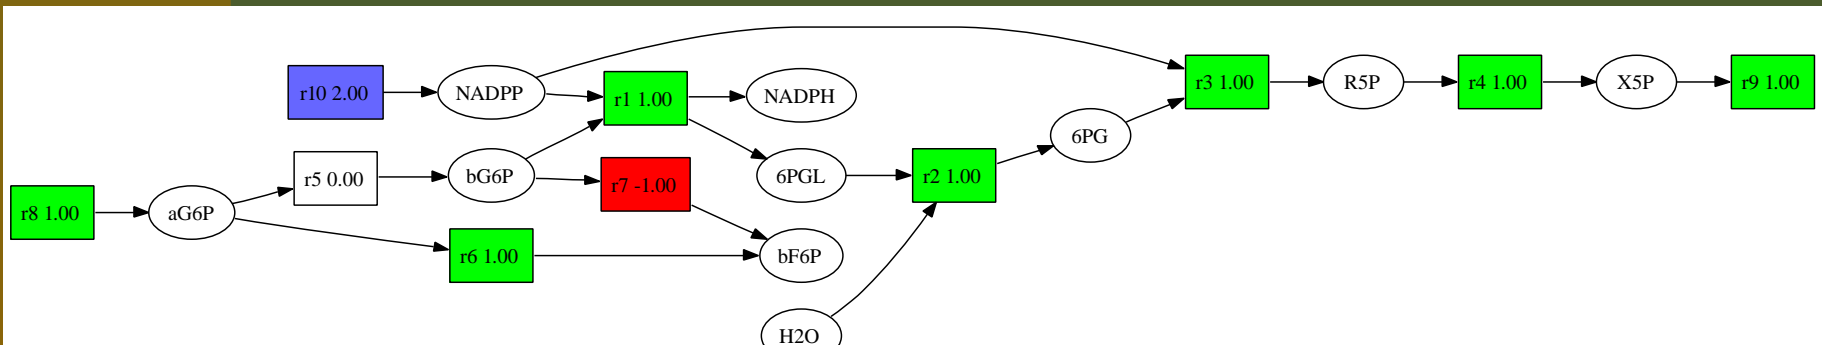 r10 2.00
NADPP
r1 1.00
NADPH
r3 1.00
R5P
r4 1.00
X5P
r9 1.00
6PG
r5 0.00
bG6P
r7 -1.00
6PGL
r2 1.00
r8 1.00
aG6P
r6 1.00
bF6P
H2O